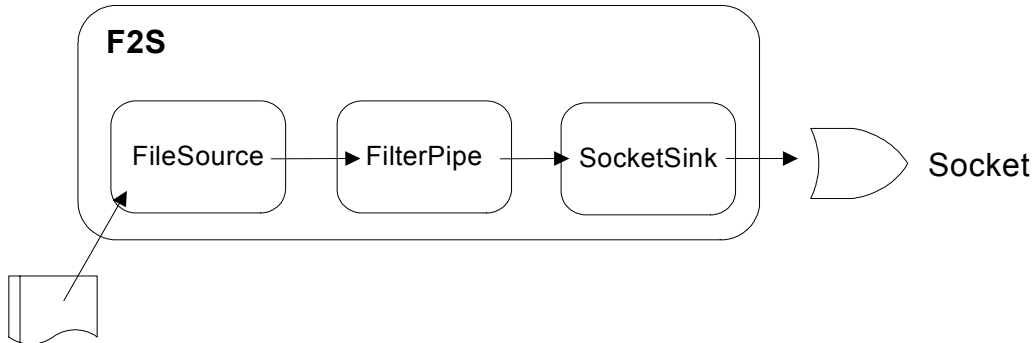 F2S
FileSource
FilterPipe
SocketSink
Socket